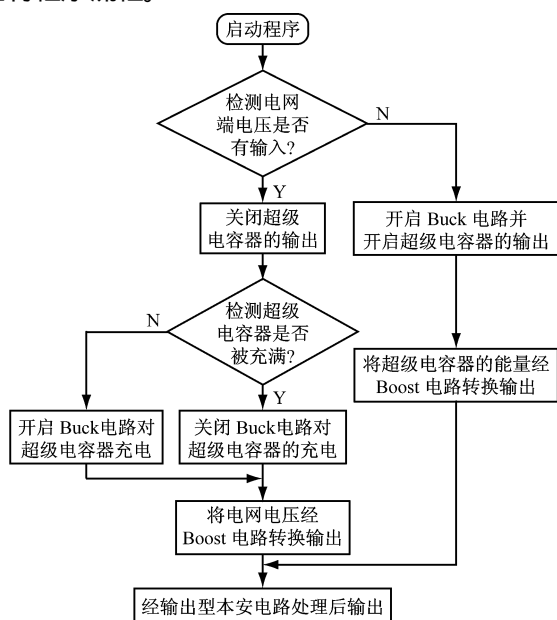 启动程序
检测电网
端电压是否
有输入?
N
Y
关闭超级
电容器的输出
开启 Buck 电路并
开启超级电容器的输出
检测超级
电容器是否
被充满?
N
Y
将超级电容器的能量经
Boost 电路转换输出
开启 Buck电路对
超级电容器充电
关闭 Buck电路对
超级电容器的充电
将电网电压经
Boost 电路转换输出
经输出型本安电路处理后输出